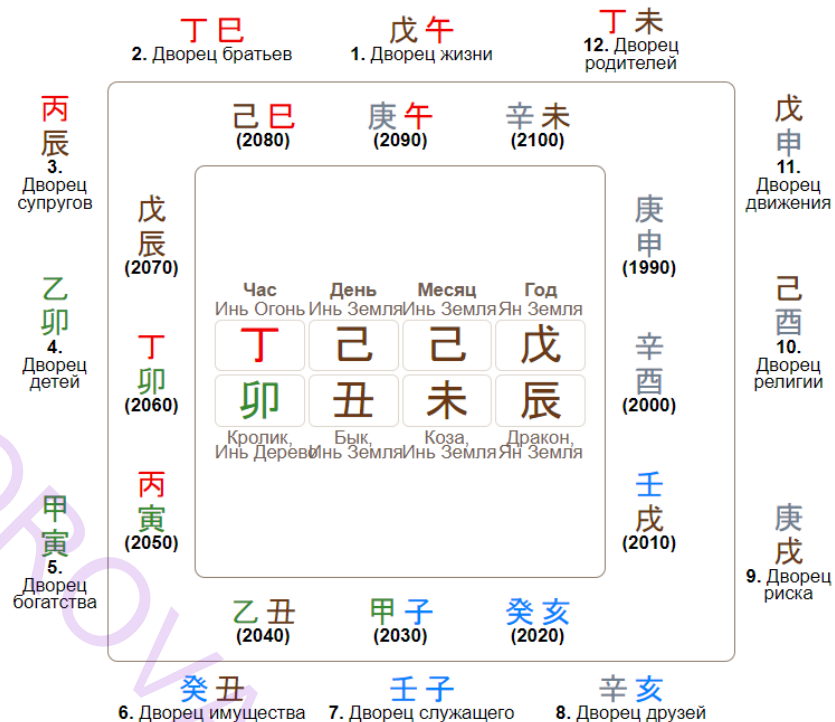 丁巳
2. Дворец братьев
戊午
1. Дворец жизни
丁未
12. Дворец
родителей
丙
辰
3.
Дворец
супругов
己巳
(2080)
庚午
(2090)
辛未
(2100)
戊
申
11.
Дворец
движения
戊
辰
(2070)
庚
申
(1990)
乙
卯
4.
Дворец
детей
丁
卯
(2060)
Час День Месяц Год
Инь Огонь Инь Земля Инь Земля Ян Земля
丁 己 己 戊
卯 丑 未 辰
Кролик, Бык, Коза, Дракон,
Инь Дерево Инь Земля Инь Земля Ян Земля
辛
酉
(2000)
己
酉
10.
Дворец
религии
甲
寅
5.
Дворец
богатства
丙
寅
(2050)
壬
戌
(2010)
庚
戌
9. Дворец
риска
乙丑
(2040)
甲子
(2030)
癸亥
(2020)
癸丑
6. Дворец имущества
壬子
7. Дворец служащего
辛亥
8. Дворец друзей